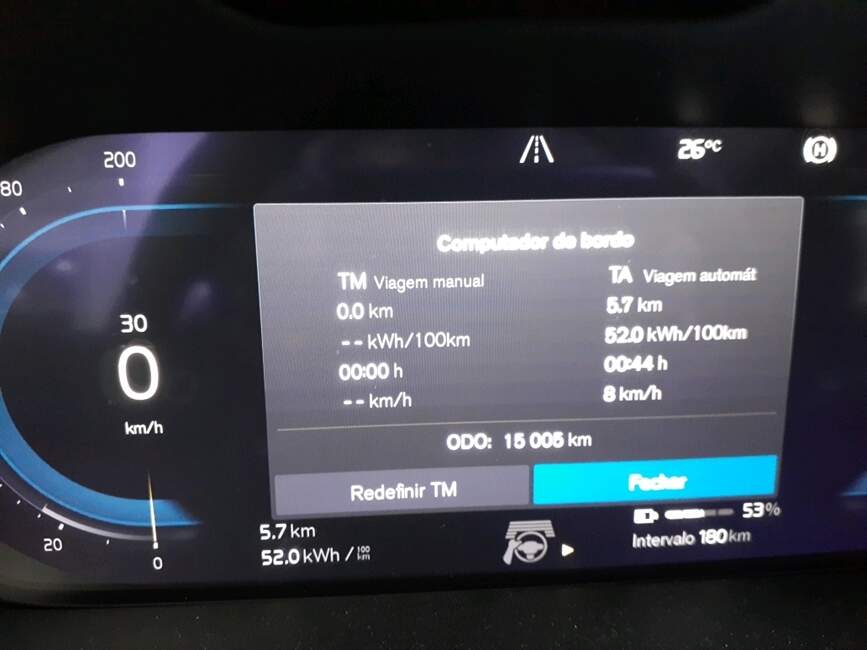 200
26°C
80
Computador de bordo
TM Viagem manual
TA Viagem automát
0.0 km
5.7 km
-- kWh/100km
52.0 kWh/100km
00:00 h
00:44 h
-- km/h
8 km/h
30
0
km/h
ODO: 15 005 km
Redefinir TM
Fechar
20
0
5.7 km
52.0 kWh / 100 km
53%
Intervalo 180 km